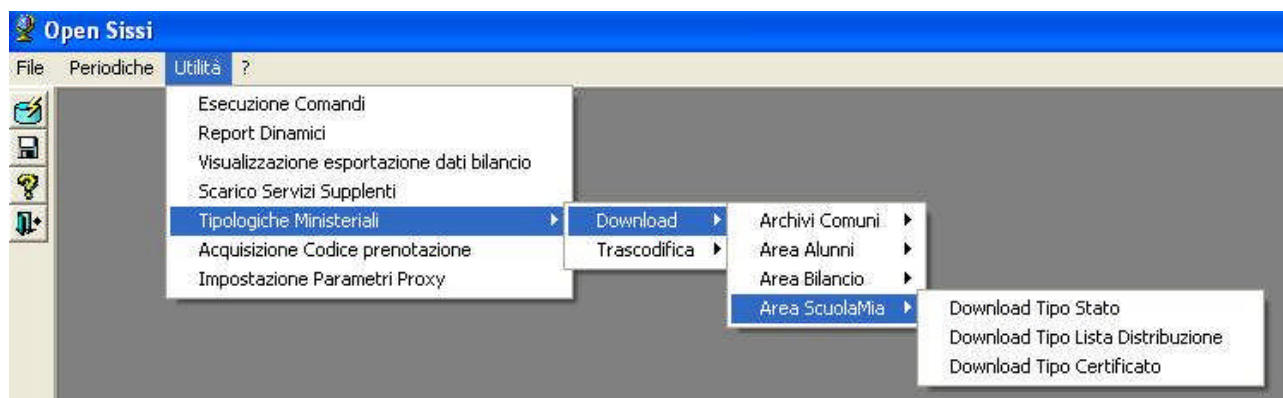 Open Sissi
File Periodiche Utilità ?
Esecuzione Comandi
Report Dinamici
Visualizzazione esportazione dati bilancio
Scarico Servizi Supplenti
Tipologiche Ministeriali
Acquisizione Codice prenotazione
Impostazione Parametri Proxy
Download
Trascodifica
Archivi Comuni
Area Alunni
Area Bilancio
Area ScuolaMia
Download Tipo Stato
Download Tipo Lista Distribuzione
Download Tipo Certificato